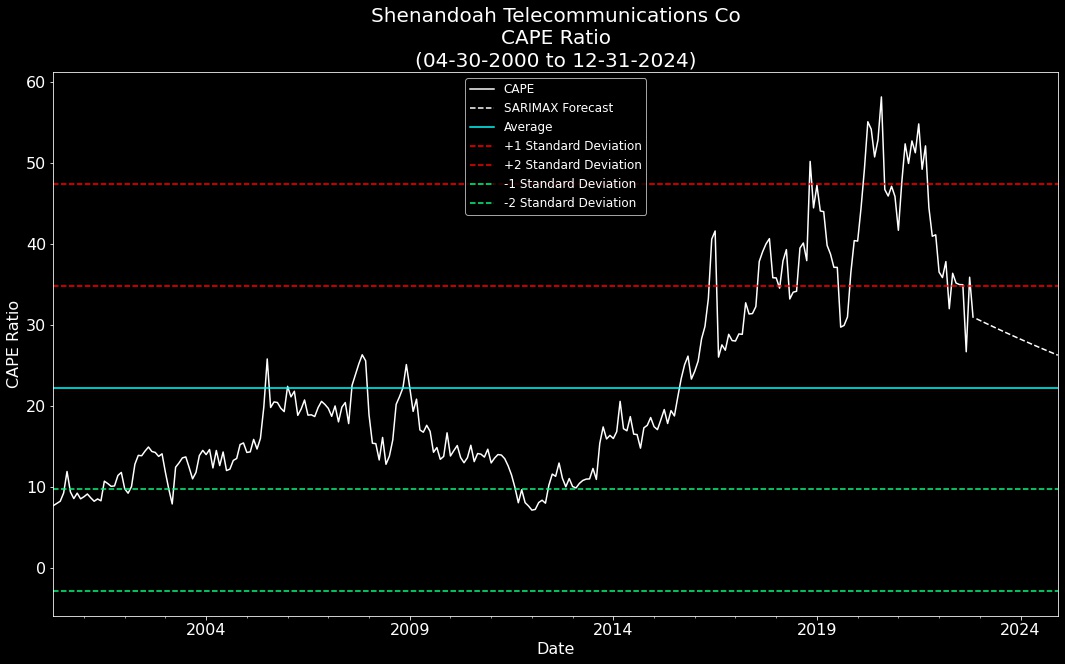 Shenandoah Telecommunications Co
CAPE Ratio
(04-30-2000 to 12-31-2024)
CAPE
SARIMAX Forecast
Average
+1 Standard Deviation
+2 Standard Deviation
-1 Standard Deviation
-2 Standard Deviation
60
50
40
30
20
10
0
CAPE Ratio
2004 2009 2014 2019 2024
Date